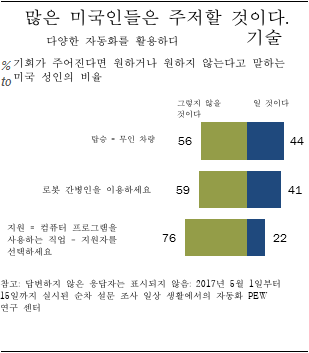 많은 미국인들은 주저할 것이다.
다양한 자동화를 활용하디 기술
% 기회가 주어진다면 원하거나 원하지 않는다고 말하는
to 미국 성인의 비율
그렇지 않을 일 것이다
것이다
탑승 = 무인 차량 56 44
로봇 간병인을 이용하세요 59 41
지원 = 컴퓨터 프로그램을
사용하는 직업 - 지원자를 76 22
선택하세요
참고: 답변하지 않은 응답자는 표시되지 않음: 2017년 5월 1일부터
15일까지 실시된 순차 설문 조사 일상 생활에서의 자동화 PEW
연구 센터